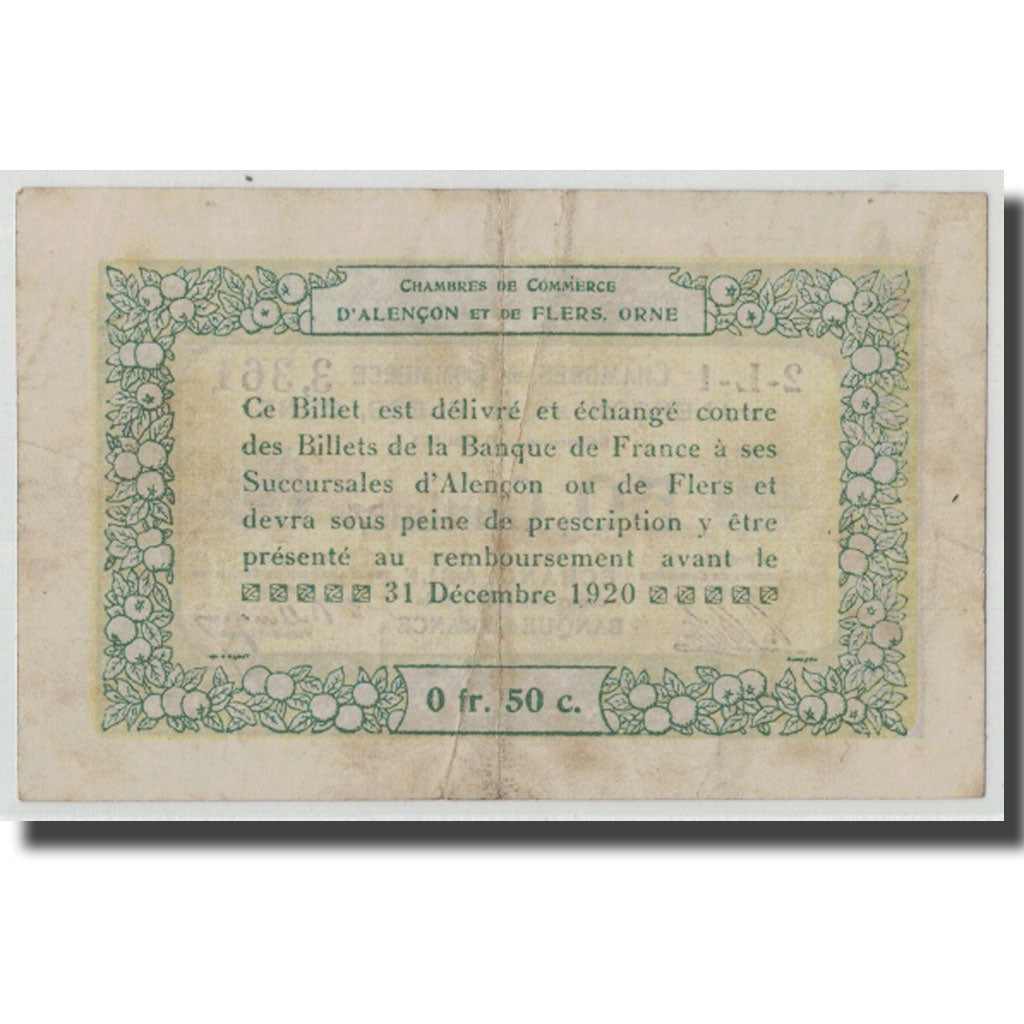 CHAMBRES DE COMMERCE
D'ALENÇON ET DE FLERS, ORNE
Ce Billet est délivré et échangé contre
des Billets de la Banque de France à ses
Succursales d'Alençon ou de Flers et
devra sous peine de prescription y être
présenté au remboursement avant le
31 Décembre 1920
0 fr. 50 c.